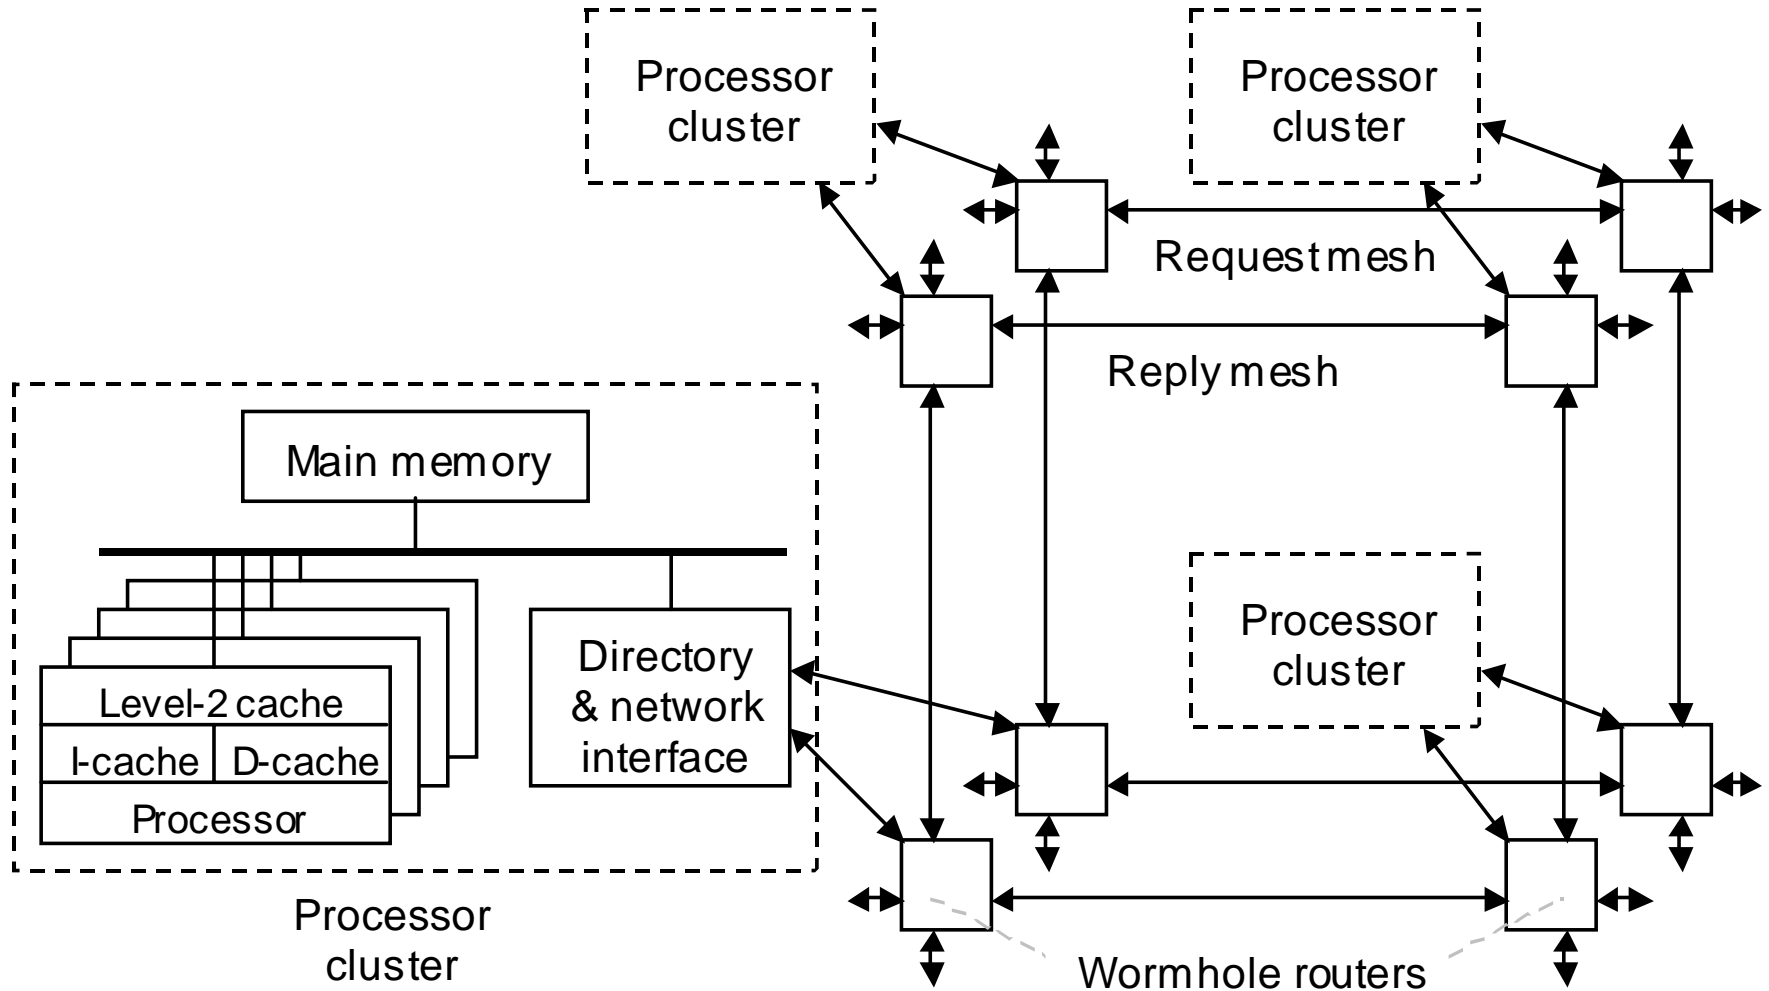 Processor
cluster
Processor
cluster
Request mesh
Reply mesh
Main memory
Processor
cluster
Directory
& network
interface
Level-2 cache
I-cache
D-cache
Processor
Processor
cluster
Wormhole routers